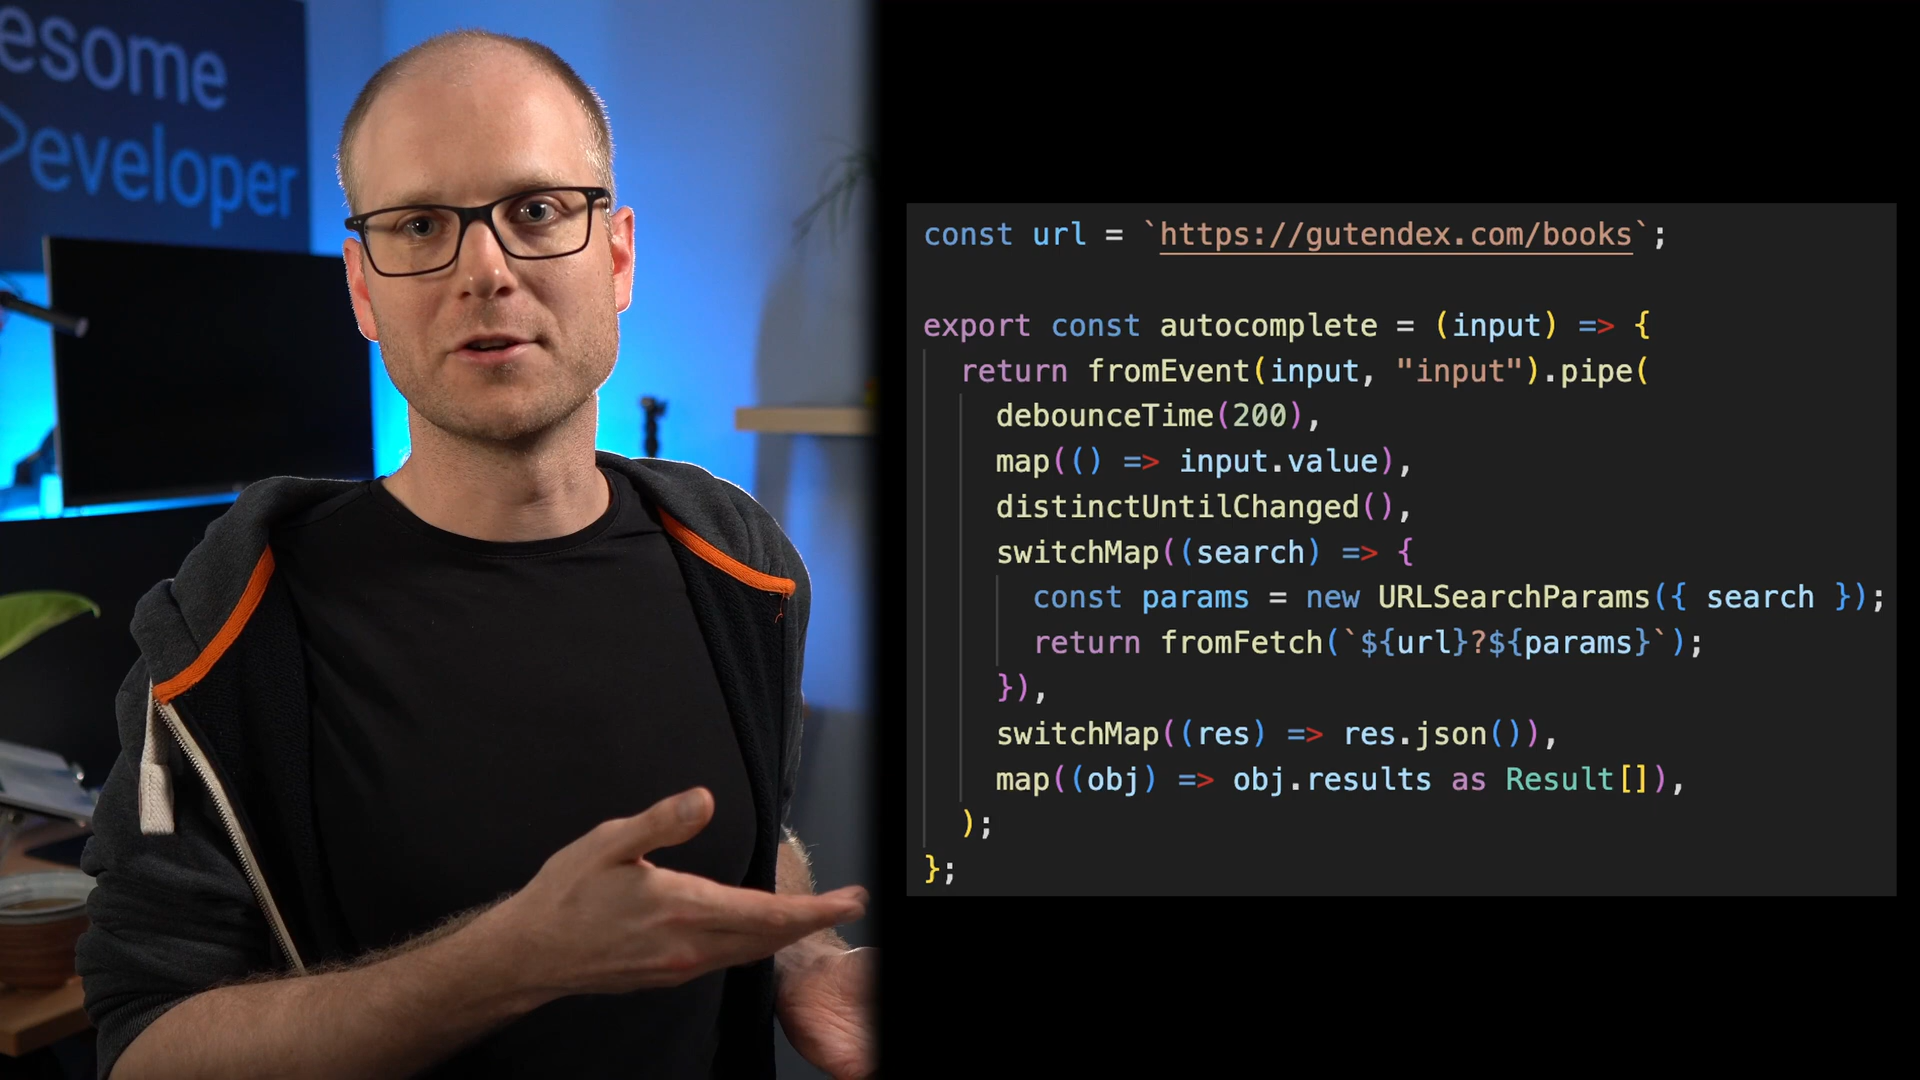 esome
>eveloper
const url = `https://gutendex.com/books`;
export const autocomplete = (input) => {
return fromEvent(input, "input").pipe(
debounceTime(200),
map(() => input.value),
distinctUntilChanged(),
switchMap((search) => {
const params = new URLSearchParams({ search });
return fromFetch(`${url}?${params}`);
}),
switchMap((res) => res.json()),
map((obj) => obj.results as Result[]),
);
};